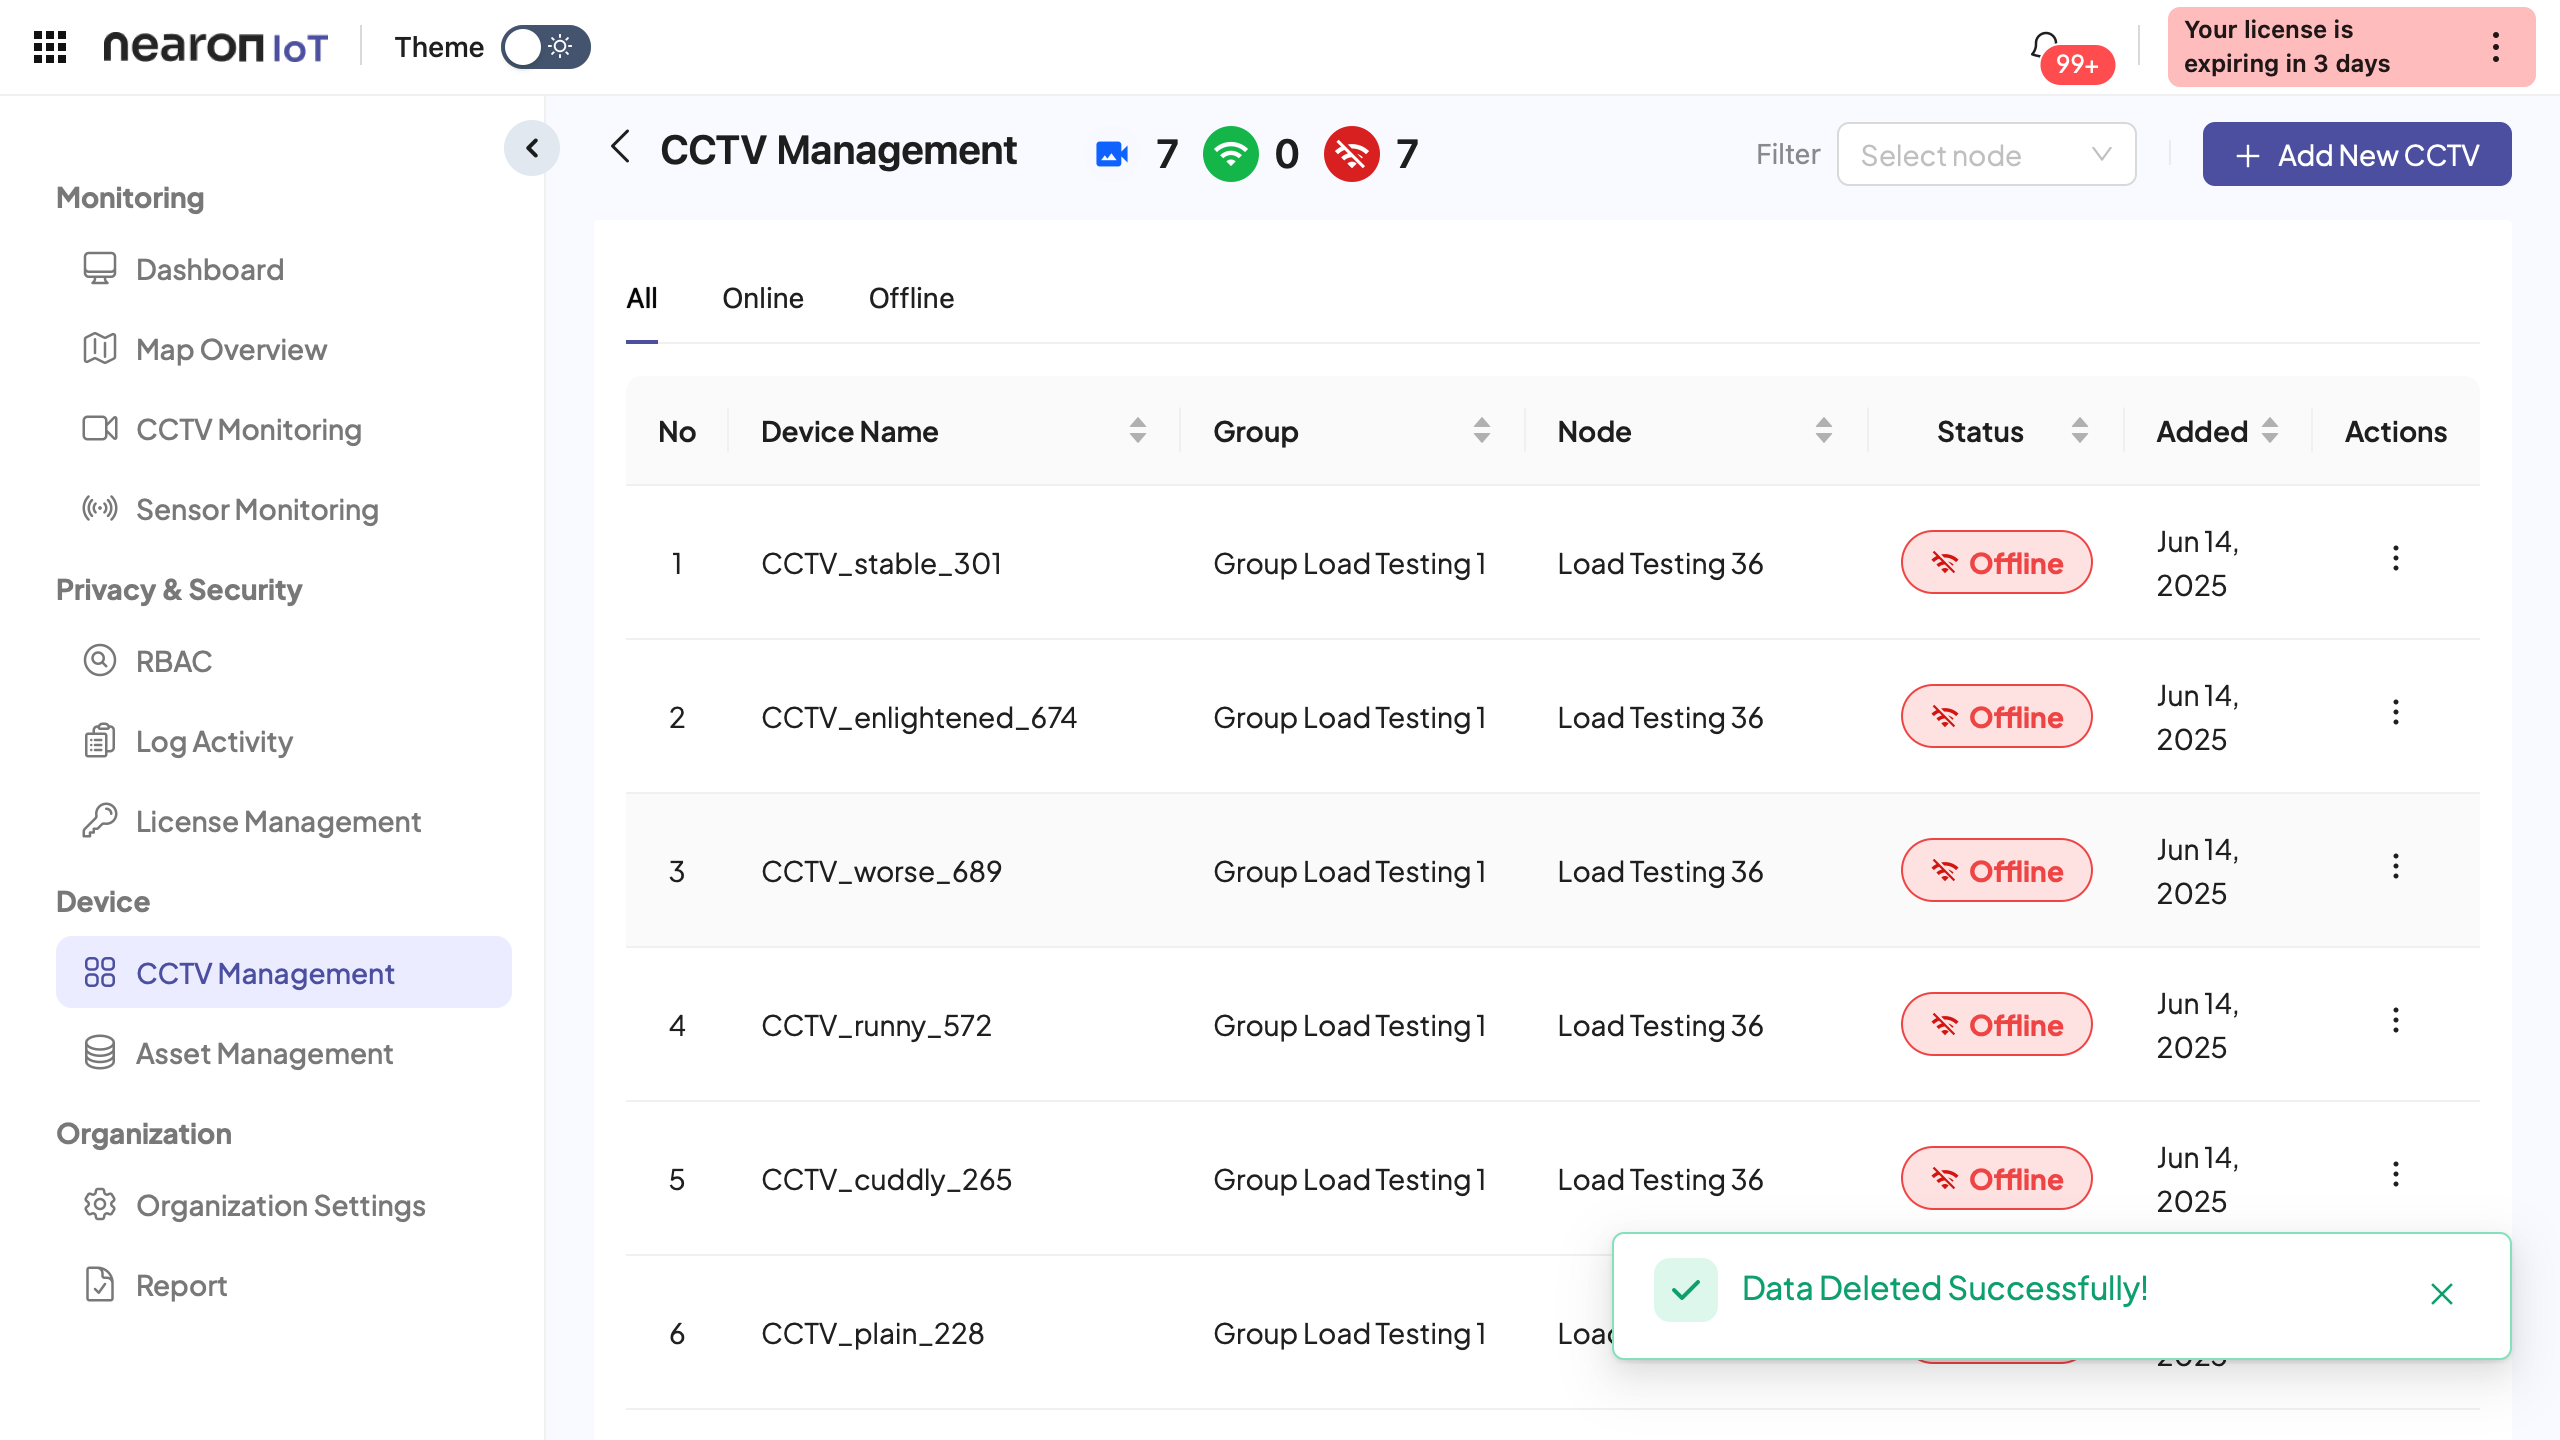 nearon IoT
Theme
99+
Your license is
expiring in 3 days
Monitoring
Dashboard
Map Overview
CCTV Monitoring
Sensor Monitoring
Privacy & Security
RBAC
Log Activity
License Management
Device
CCTV Management
Asset Management
Organization
Organization Settings
Report
CCTV Management 7 0 7
Filter Select node
+ Add New CCTV
All Online Offline
No Device Name Group Node Status Added Actions
1 CCTV_stable_301 Group Load Testing 1 Load Testing 36 Offline Jun 14,
2025
2 CCTV_enlightened_674 Group Load Testing 1 Load Testing 36 Offline Jun 14,
2025
3 CCTV_worse_689 Group Load Testing 1 Load Testing 36 Offline Jun 14,
2025
4 CCTV_runny_572 Group Load Testing 1 Load Testing 36 Offline Jun 14,
2025
5 CCTV_cuddly_265 Group Load Testing 1 Load Testing 36 Offline Jun 14,
2025
6 CCTV_plain_228 Group Load Testing 1
Data Deleted Successfully!